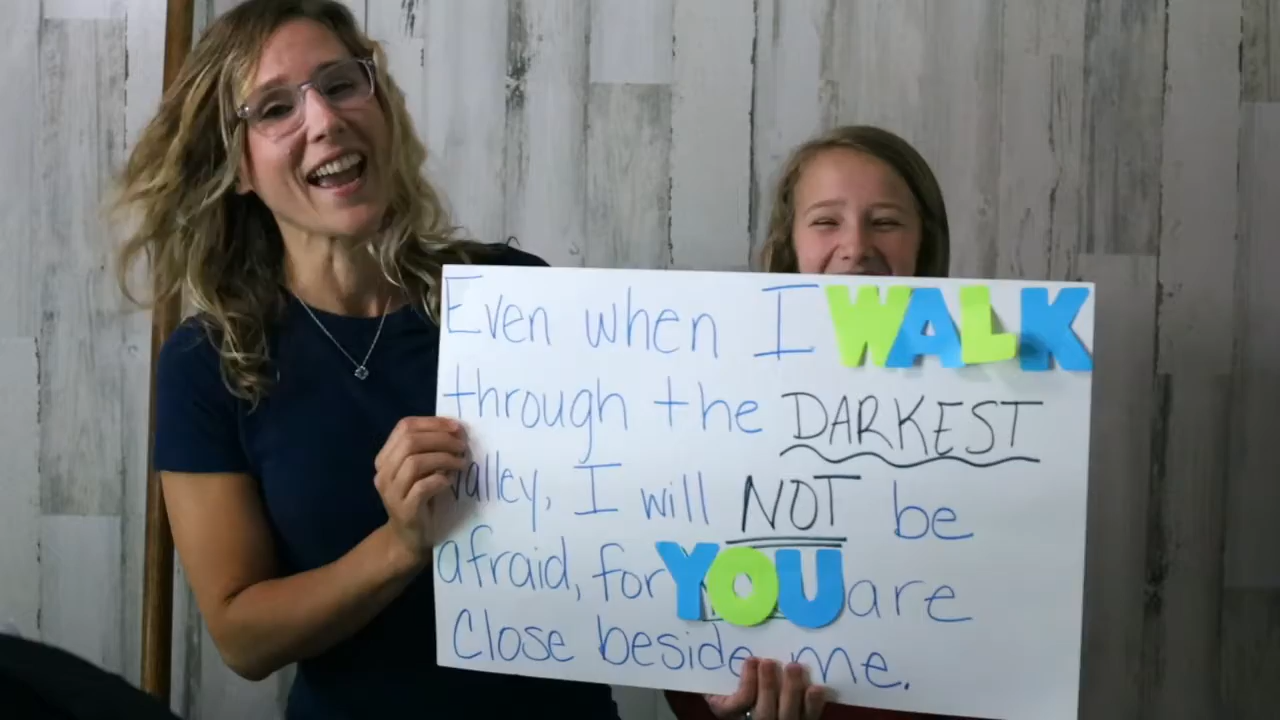 Even when I WALK
through the DARKEST
Valley, I will NOT be
afraid, for YOU are
Close beside me.